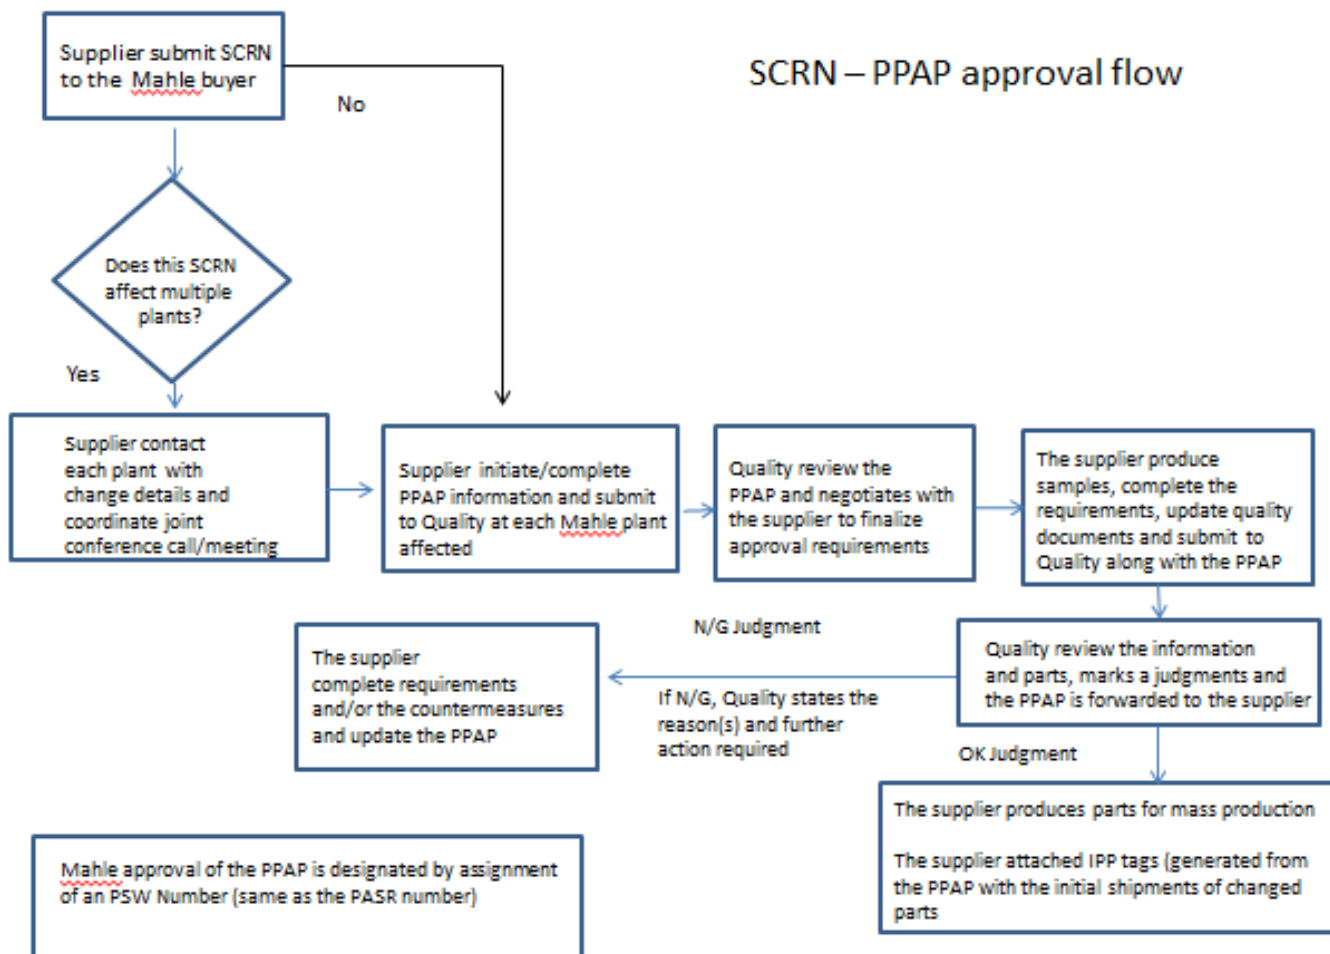 SCRN – PPAP approval flow
Supplier submit SCRN
to the Mahle buyer
No
Does this SCRN
affect multiple
plants?
Yes
Supplier contact
each plant with
change details and
coordinate joint
conference call/meeting
Supplier initiate/complete
PPAP information and submit
to Quality at each Mahle plant
affected
Quality review the
PPAP and negotiates with
the supplier to finalize
approval requirements
The supplier produce
samples, complete the
requirements, update quality
documents and submit to
Quality along with the PPAP
Quality review the information
and parts, marks a judgments and
the PPAP is forwarded to the supplier
N/G Judgment
If N/G, Quality states the
reason(s) and further
action required
The supplier
complete requirements
and/or the countermeasures
and update the PPAP
OK Judgment
The supplier produces parts for mass production
The supplier attached IPP tags (generated from
the PPAP with the initial shipments of changed
parts
Mahle approval of the PPAP is designated by assignment
of an PSW Number (same as the PASR number)